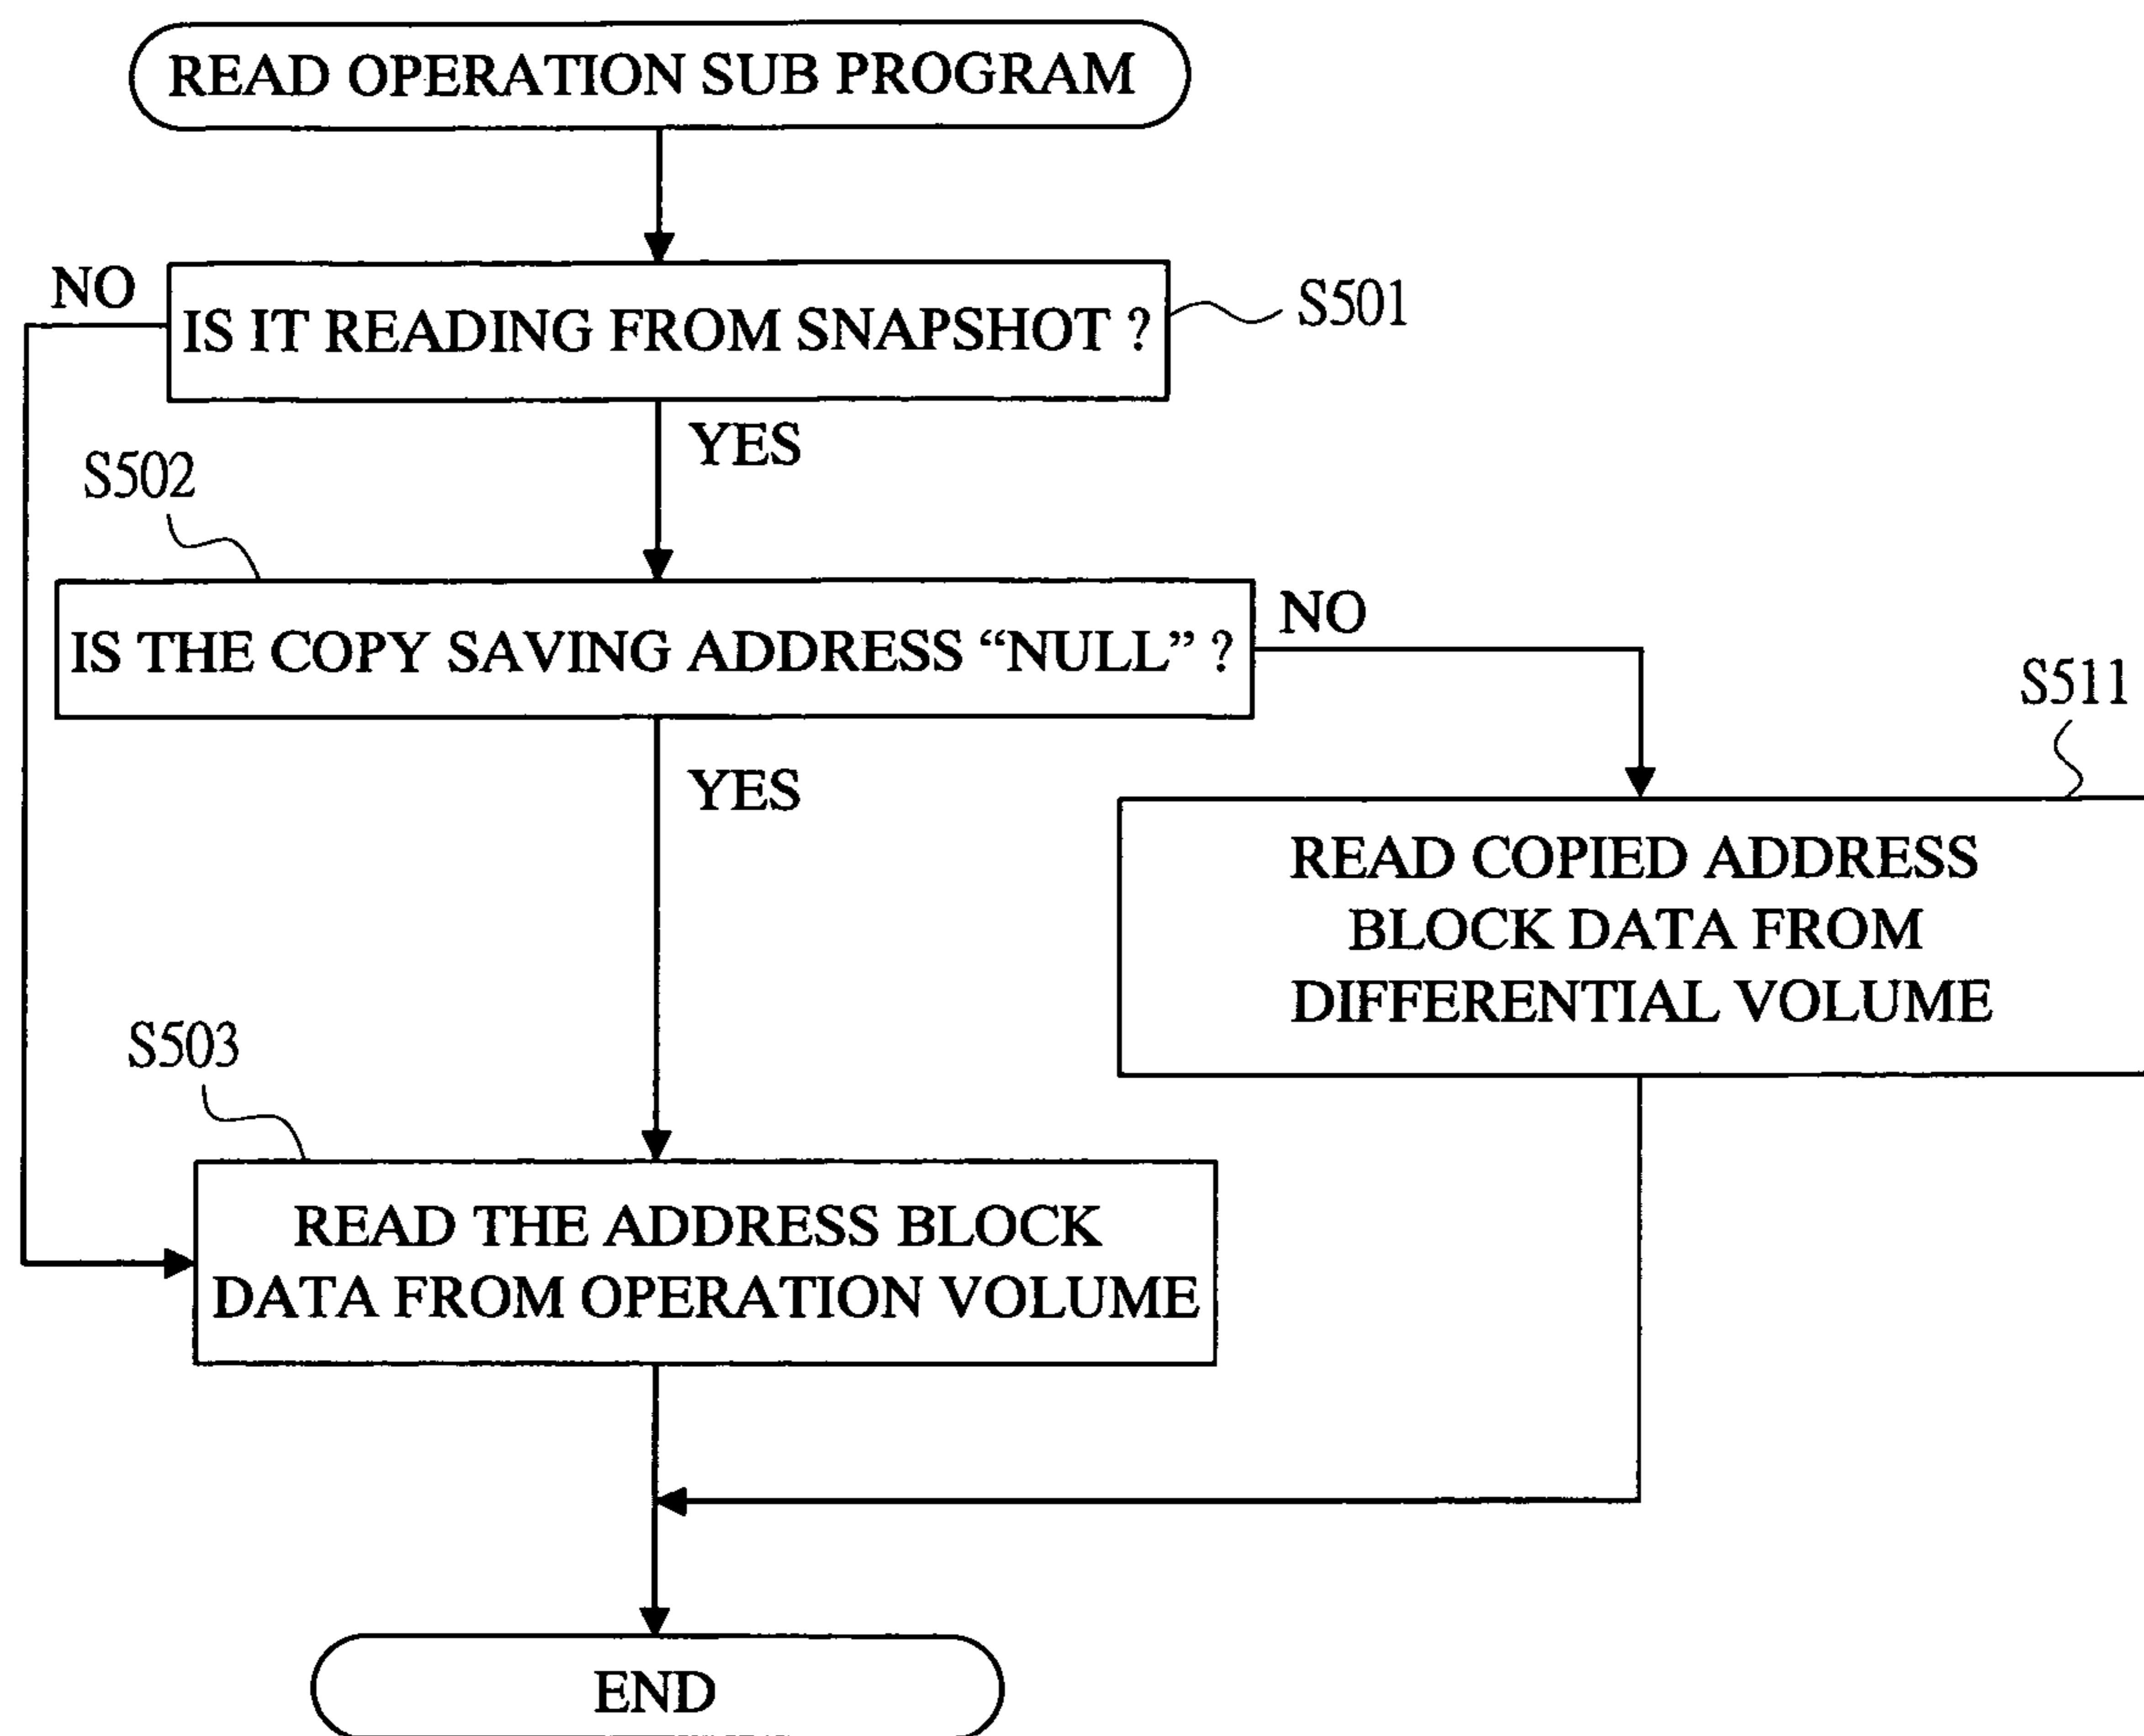 READ OPERATION SUB PROGRAM
NO
IS IT READING FROM SNAPSHOT ?
S501
YES
S502
IS THE COPY SAVING ADDRESS “NULL” ?
NO
S511
YES
READ COPIED ADDRESS
BLOCK DATA FROM
DIFFERENTIAL VOLUME
S503
READ THE ADDRESS BLOCK
DATA FROM OPERATION VOLUME
END